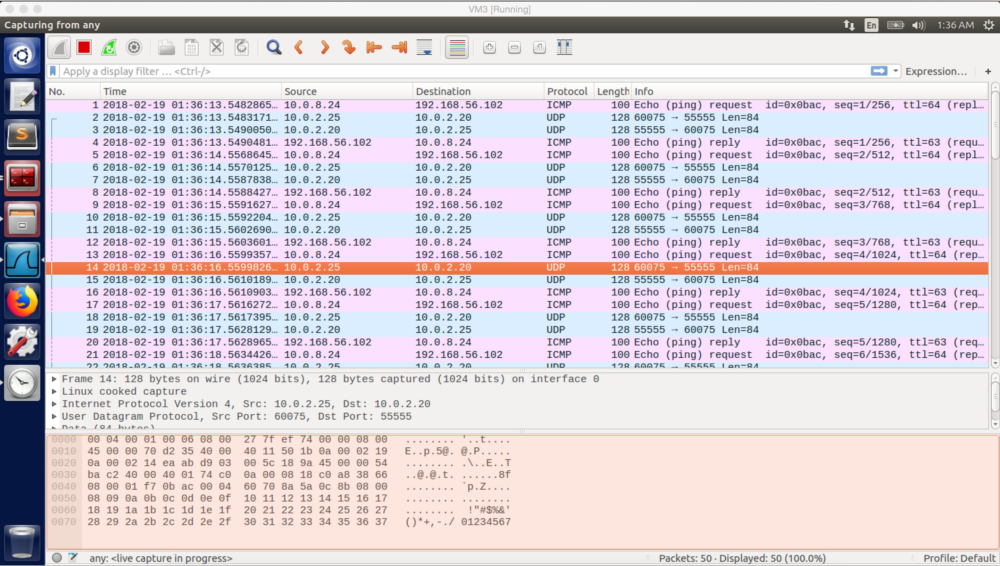 VM3 [Running]
Capturing from any
En
1:36 AM
Apply a display filter … <Ctrl-/>
Expression…
+
No. Time Source Destination Protocol Length Info
1 2018-02-19 01:36:13.5482865… 10.0.8.24 192.168.56.102 ICMP 100 Echo (ping) request id=0x0bac, seq=1/256, ttl=64 (repl…
2 2018-02-19 01:36:13.5483171… 10.0.2.25 10.0.2.20 UDP 128 60075 → 55555 Len=84
3 2018-02-19 01:36:13.5490050… 10.0.2.20 10.0.2.25 UDP 128 55555 → 60075 Len=84
4 2018-02-19 01:36:13.5490481… 192.168.56.102 10.0.8.24 ICMP 100 Echo (ping) reply id=0x0bac, seq=1/256, ttl=63 (requ…
5 2018-02-19 01:36:14.5568645… 10.0.8.24 192.168.56.102 ICMP 100 Echo (ping) request id=0x0bac, seq=2/512, ttl=64 (repl…
6 2018-02-19 01:36:14.5570125… 10.0.2.25 10.0.2.20 UDP 128 60075 → 55555 Len=84
7 2018-02-19 01:36:14.5587838… 10.0.2.20 10.0.2.25 UDP 128 55555 → 60075 Len=84
8 2018-02-19 01:36:14.5588427… 192.168.56.102 10.0.8.24 ICMP 100 Echo (ping) reply id=0x0bac, seq=2/512, ttl=63 (requ…
9 2018-02-19 01:36:15.5591627… 10.0.8.24 192.168.56.102 ICMP 100 Echo (ping) request id=0x0bac, seq=3/768, ttl=64 (repl…
10 2018-02-19 01:36:15.5592204… 10.0.2.25 10.0.2.20 UDP 128 60075 → 55555 Len=84
11 2018-02-19 01:36:15.5602690… 10.0.2.20 10.0.2.25 UDP 128 55555 → 60075 Len=84
12 2018-02-19 01:36:15.5603601… 192.168.56.102 10.0.8.24 ICMP 100 Echo (ping) reply id=0x0bac, seq=3/768, ttl=63 (requ…
13 2018-02-19 01:36:16.5599357… 10.0.8.24 192.168.56.102 ICMP 100 Echo (ping) request id=0x0bac, seq=4/1024, ttl=64 (rep…
14 2018-02-19 01:36:16.5599826… 10.0.2.25 10.0.2.20 UDP 128 60075 → 55555 Len=84
15 2018-02-19 01:36:16.5610189… 10.0.2.20 10.0.2.25 UDP 128 55555 → 60075 Len=84
16 2018-02-19 01:36:16.5610903… 192.168.56.102 10.0.8.24 ICMP 100 Echo (ping) reply id=0x0bac, seq=4/1024, ttl=63 (req…
17 2018-02-19 01:36:17.5616272… 10.0.8.24 192.168.56.102 ICMP 100 Echo (ping) request id=0x0bac, seq=5/1280, ttl=64 (rep…
18 2018-02-19 01:36:17.5617395… 10.0.2.25 10.0.2.20 UDP 128 60075 → 55555 Len=84
19 2018-02-19 01:36:17.5628129… 10.0.2.20 10.0.2.25 UDP 128 55555 → 60075 Len=84
20 2018-02-19 01:36:17.5628965… 192.168.56.102 10.0.8.24 ICMP 100 Echo (ping) reply id=0x0bac, seq=5/1280, ttl=63 (req…
21 2018-02-19 01:36:18.5634426… 10.0.8.24 192.168.56.102 ICMP 100 Echo (ping) request id=0x0bac, seq=6/1536, ttl=64 (rep…
22 2018-02-19 01:36:18.5636385… 10.0.2.25 10.0.2.20 UDP 128 60075 → 55555 Len=84
Frame 14: 128 bytes on wire (1024 bits), 128 bytes captured (1024 bits) on interface 0
Linux cooked capture
Internet Protocol Version 4, Src: 10.0.2.25, Dst: 10.0.2.20
User Datagram Protocol, Src Port: 60075, Dst Port: 55555
Data (84 bytes)
0000 00 04 00 01 00 06 08 00 27 7f ef 74 00 00 08 00 ........ '..t....
0010 45 00 00 70 d2 35 40 00 40 11 50 1b 0a 00 02 19 E..p.5@. @.P.....
0020 0a 00 02 14 ea ab d9 03 00 5c 18 9a 45 00 00 54 ........ .\..E..T
0030 ba c2 40 00 40 01 74 c0 0a 00 08 18 c0 a8 38 66 ..@.@.t. ......8f
0040 08 00 01 f7 0b ac 00 04 60 70 8a 5a 0c 8b 08 00 ........ `p.Z....
0050 08 09 0a 0b 0c 0d 0e 0f 10 11 12 13 14 15 16 17 ........ ........
0060 18 19 1a 1b 1c 1d 1e 1f 20 21 22 23 24 25 26 27 ........ !"#$%&'
0070 28 29 2a 2b 2c 2d 2e 2f 30 31 32 33 34 35 36 37 ()*+,-./ 01234567
any: <live capture in progress>
Packets: 50 · Displayed: 50 (100.0%)
Profile: Default